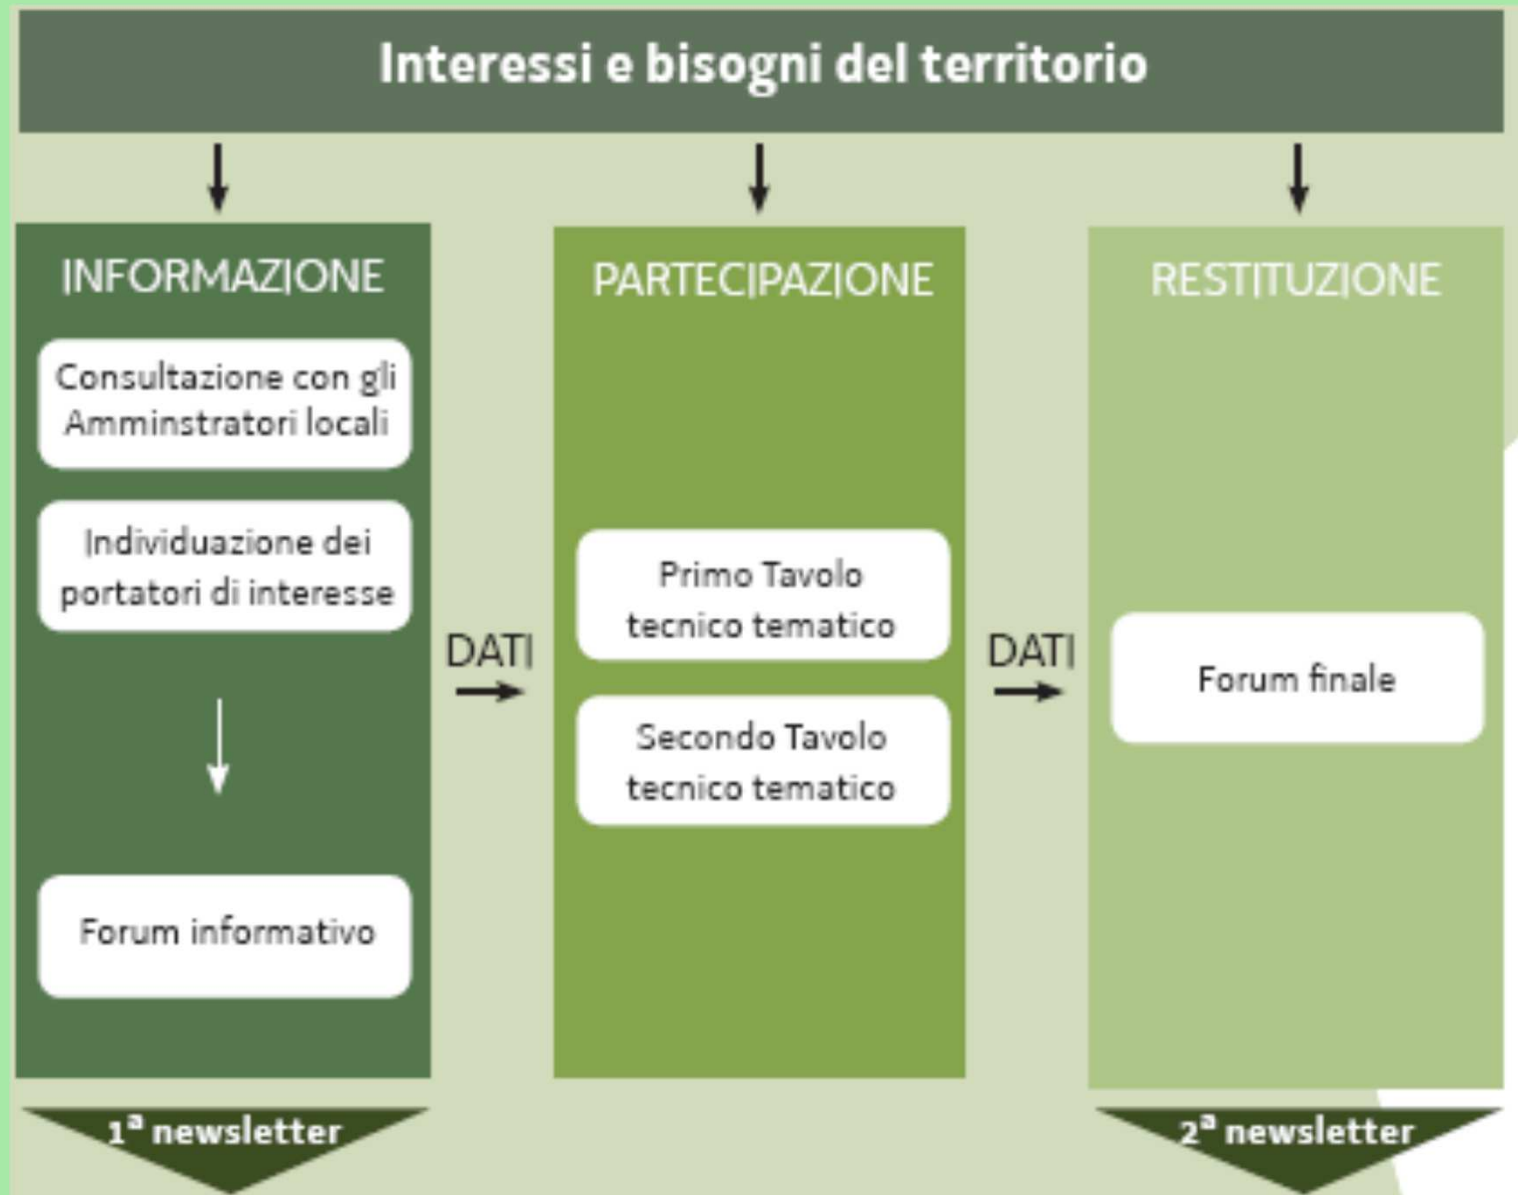 Interessi e bisogni del territorio
INFORMAZIONE
Consultazione con gli
Amminstratori locali
Individuazione dei
portatori di interesse
Forum informativo
1ª newsletter
DATI
PARTECIPAZIONE
Primo Tavolo
tecnico tematico
Secondo Tavolo
tecnico tematico
DATI
RESTITUZIONE
Forum finale
2ª newsletter